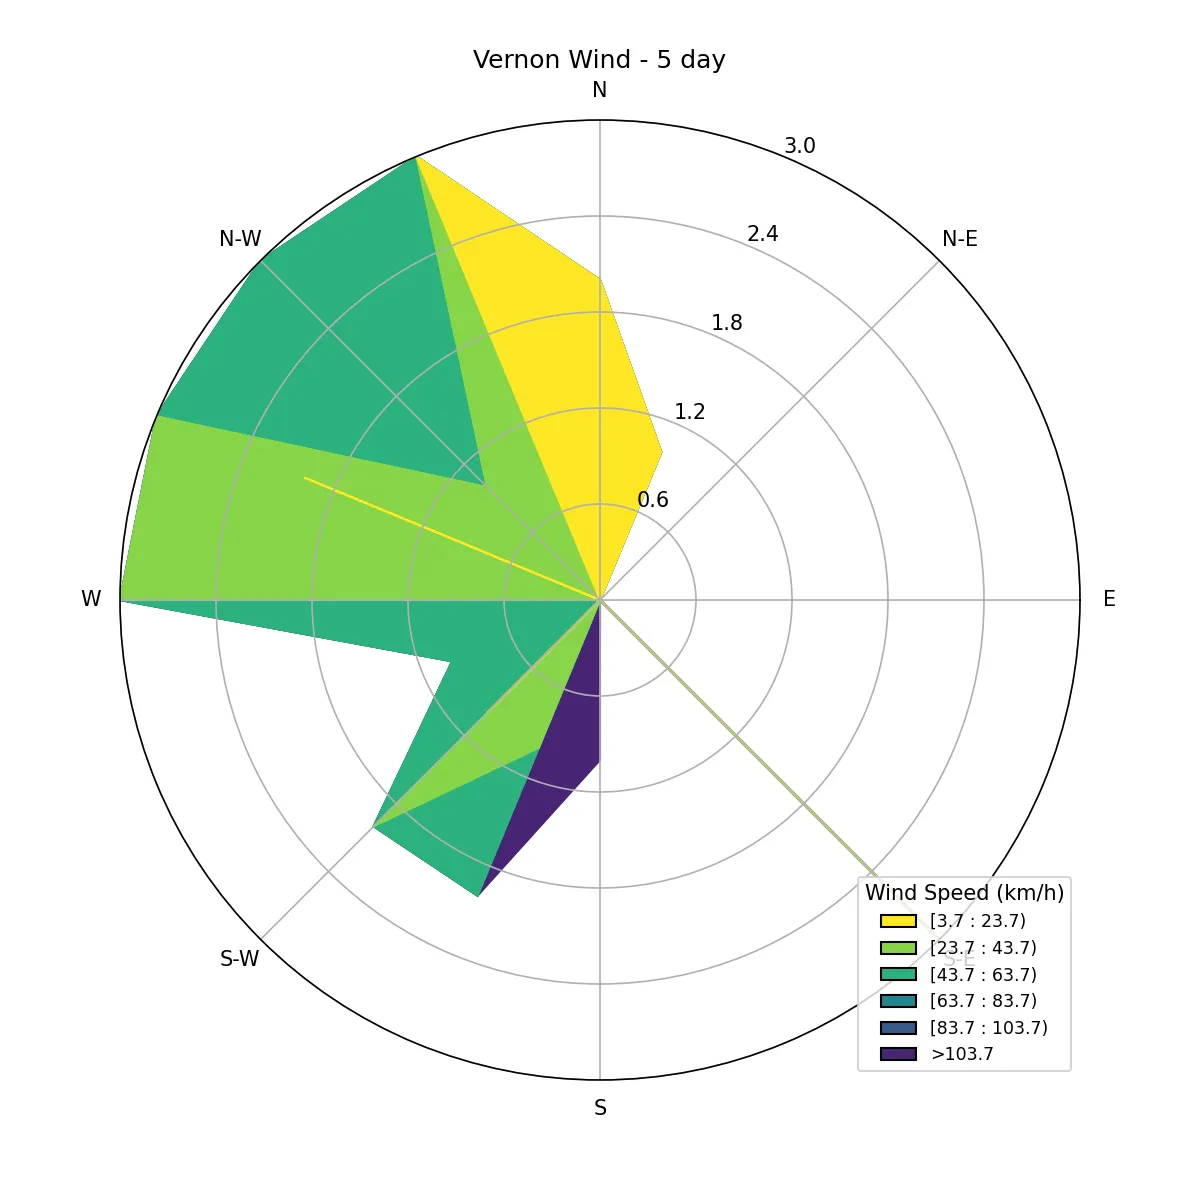 Vernon Wind - 5 day
N
3.0
2.4
N-W
N-E
1.8
1.2
0.6
W
E
Wind Speed (km/h)
[3.7 : 23.7)
[23.7 : 43.7)
S-W
S-E
[43.7 : 63.7)
[63.7 : 83.7)
[83.7 : 103.7)
>103.7
S